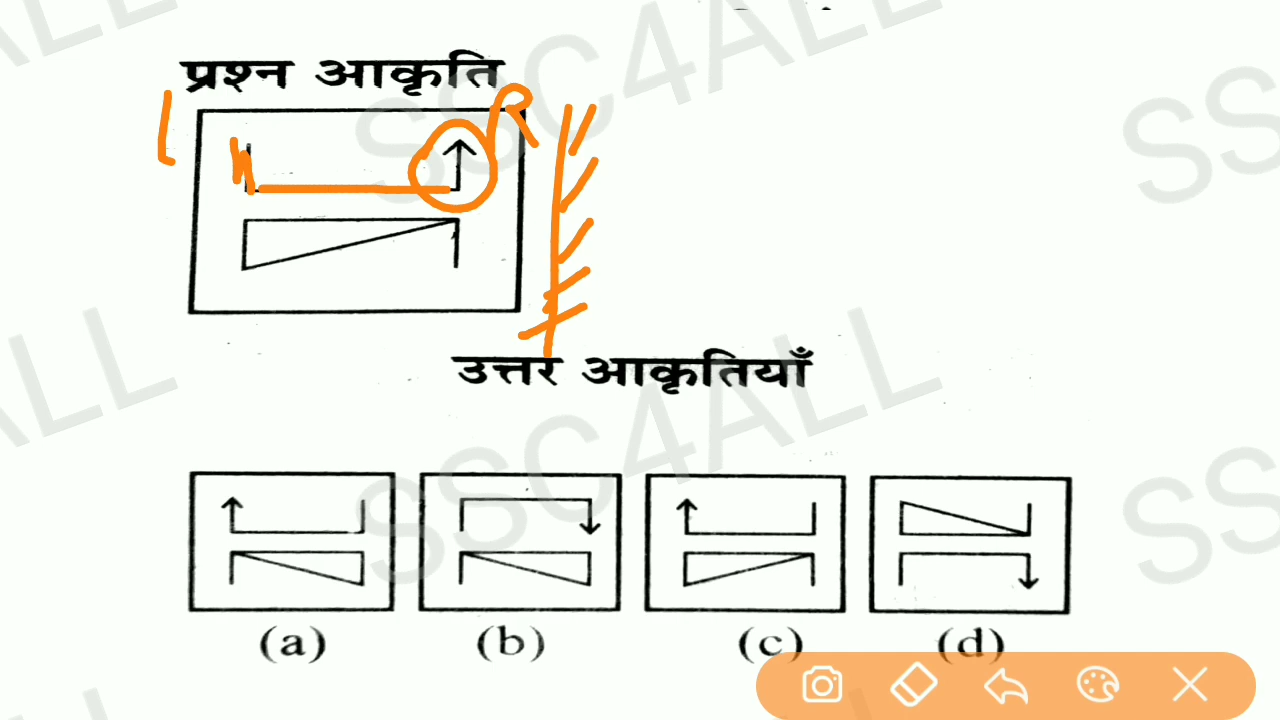 प्रश्न आकृति
L
R
उत्तर आकृतियाँ
(a) (b) (c) (d)
SSC4ALL